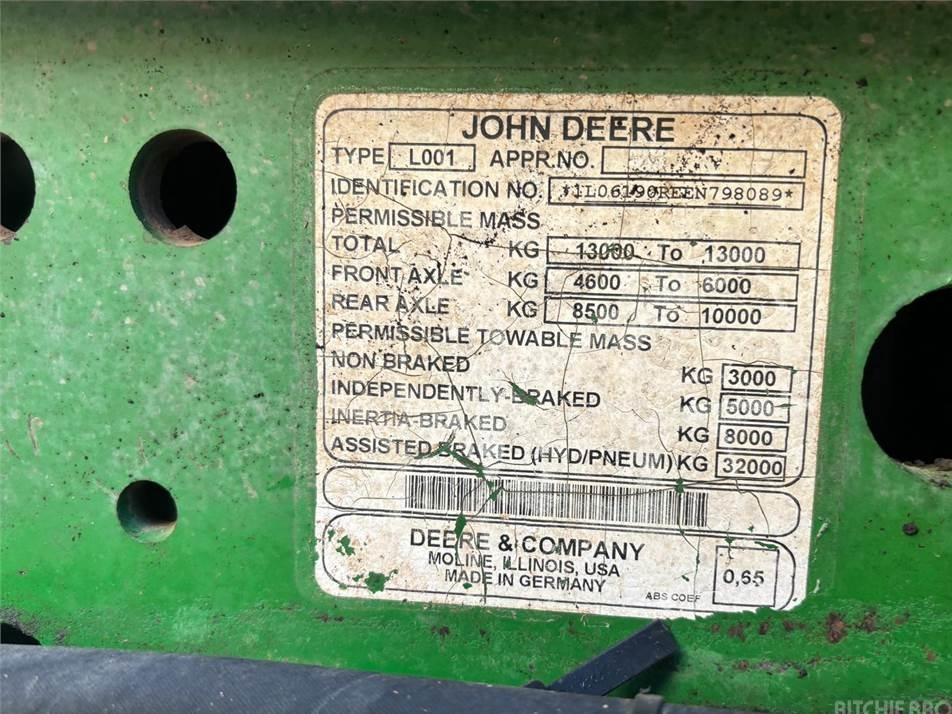 JOHN DEERE
TYPE L001 APPR.NO.
IDENTIFICATION NO. *1L06190REEN798089*
PERMISSIBLE MASS
TOTAL KG 13000 To 13000
FRONT AXLE KG 4600 To 6000
REAR AXLE KG 8500 To 10000
PERMISSIBLE TOWABLE MASS
NON BRAKED KG 3000
INDEPENDENTLY-BRAKED KG 5000
INERTIA-BRAKED KG 8000
ASSISTED BRAKED (HYD/PNEUM) KG 32000
DEERE & COMPANY
MOLINE, ILLINOIS, USA
MADE IN GERMANY
0,65
ABS COEF